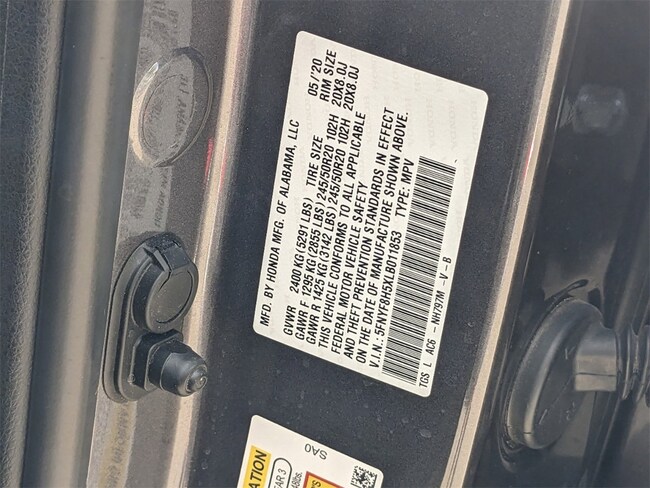 MFD. BY HONDA MFG. OF ALABAMA, LLC 05/'20
GVWR 2400 KG(5291 LBS) TIRE SIZE RIM SIZE
GAWR F 1295 KG(2855 LBS) 245/50R20 102H 20X8.0J
GAWR R 1425 KG(3142 LBS) 245/50R20 102H 20X8.0J
THIS VEHICLE CONFORMS TO ALL APPLICABLE
FEDERAL MOTOR VEHICLE SAFETY
AND THEFT PREVENTION STANDARDS IN EFFECT
ON THE DATE OF MANUFACTURE SHOWN ABOVE.
V.I.N.: 5FNYF8H5XLB011853 TYPE: MPV
TGS L AC6 - NH797M -V -B
SA0